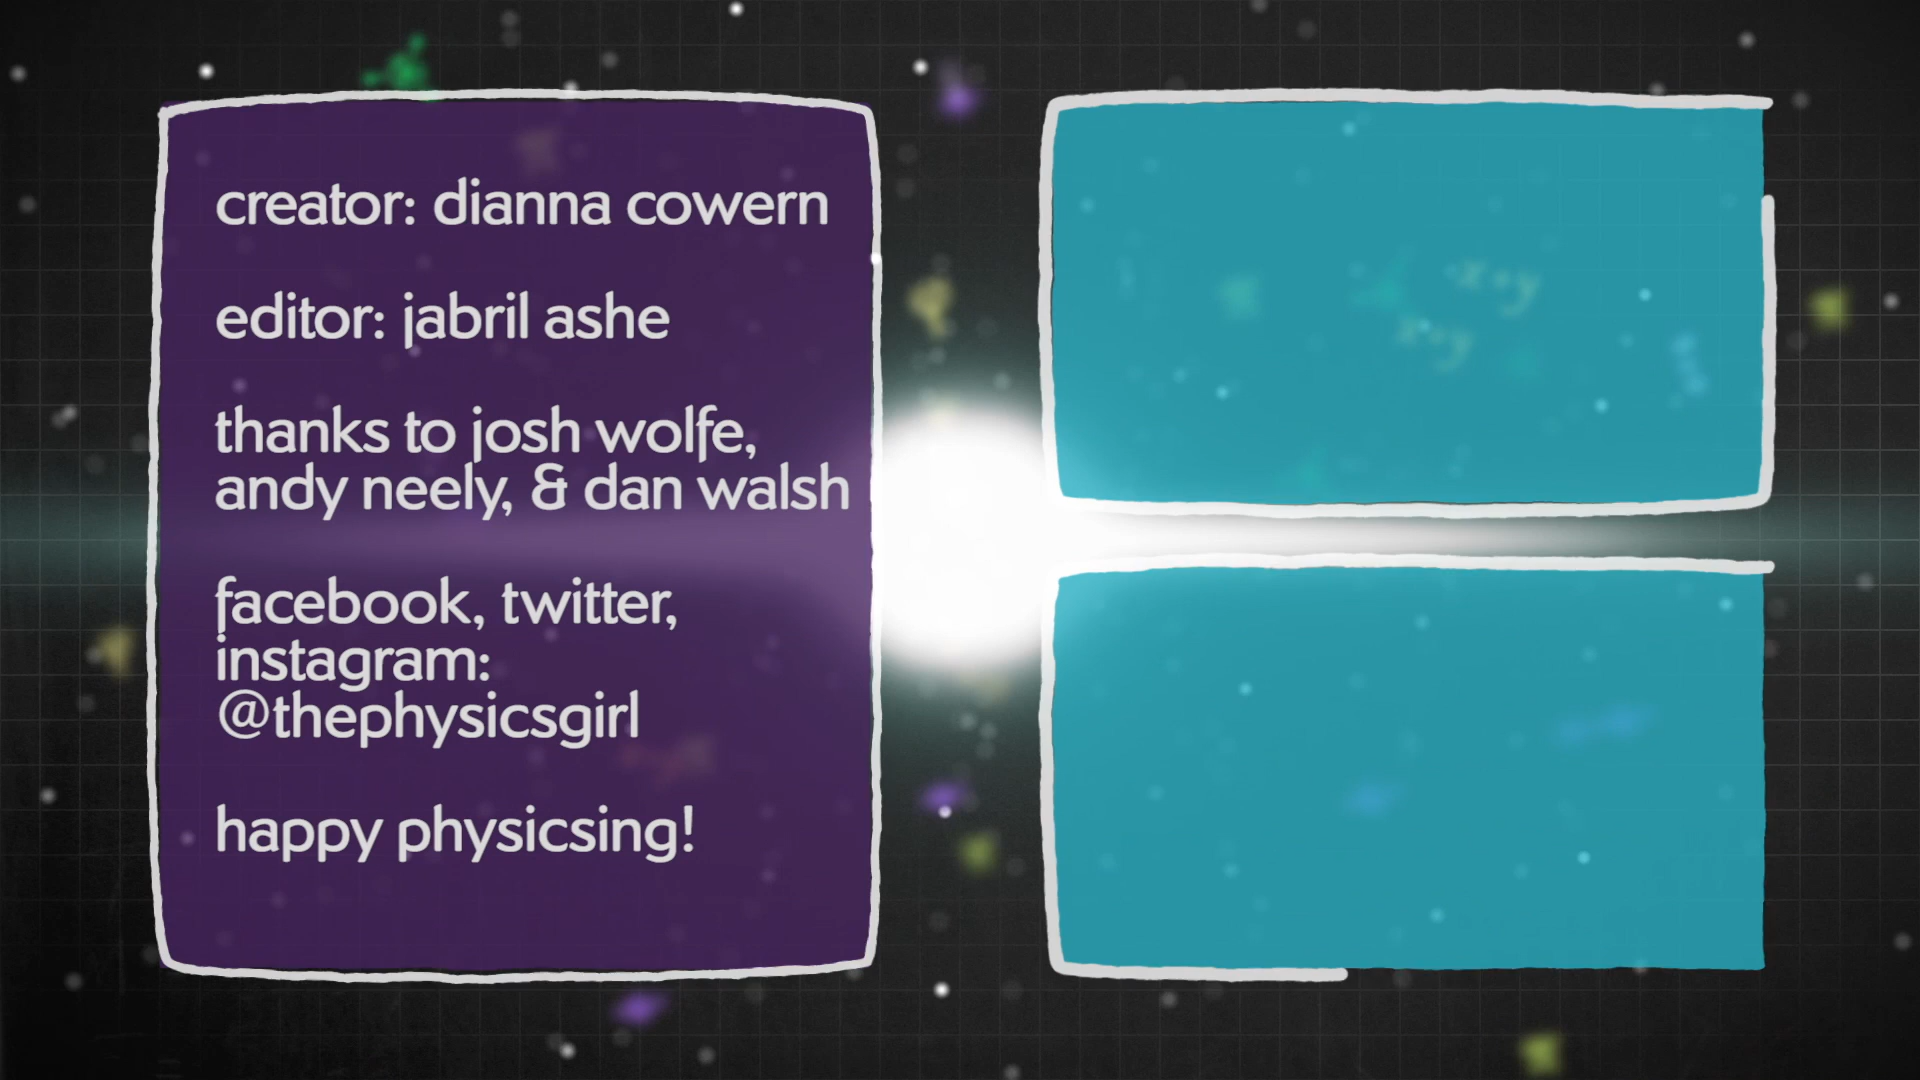 creator: dianna cowern
editor: jabril ashe
thanks to josh wolfe,
andy neely, & dan walsh
facebook, twitter,
instagram:
@thephysicsgirl
happy physicsing!
x+y
x+y